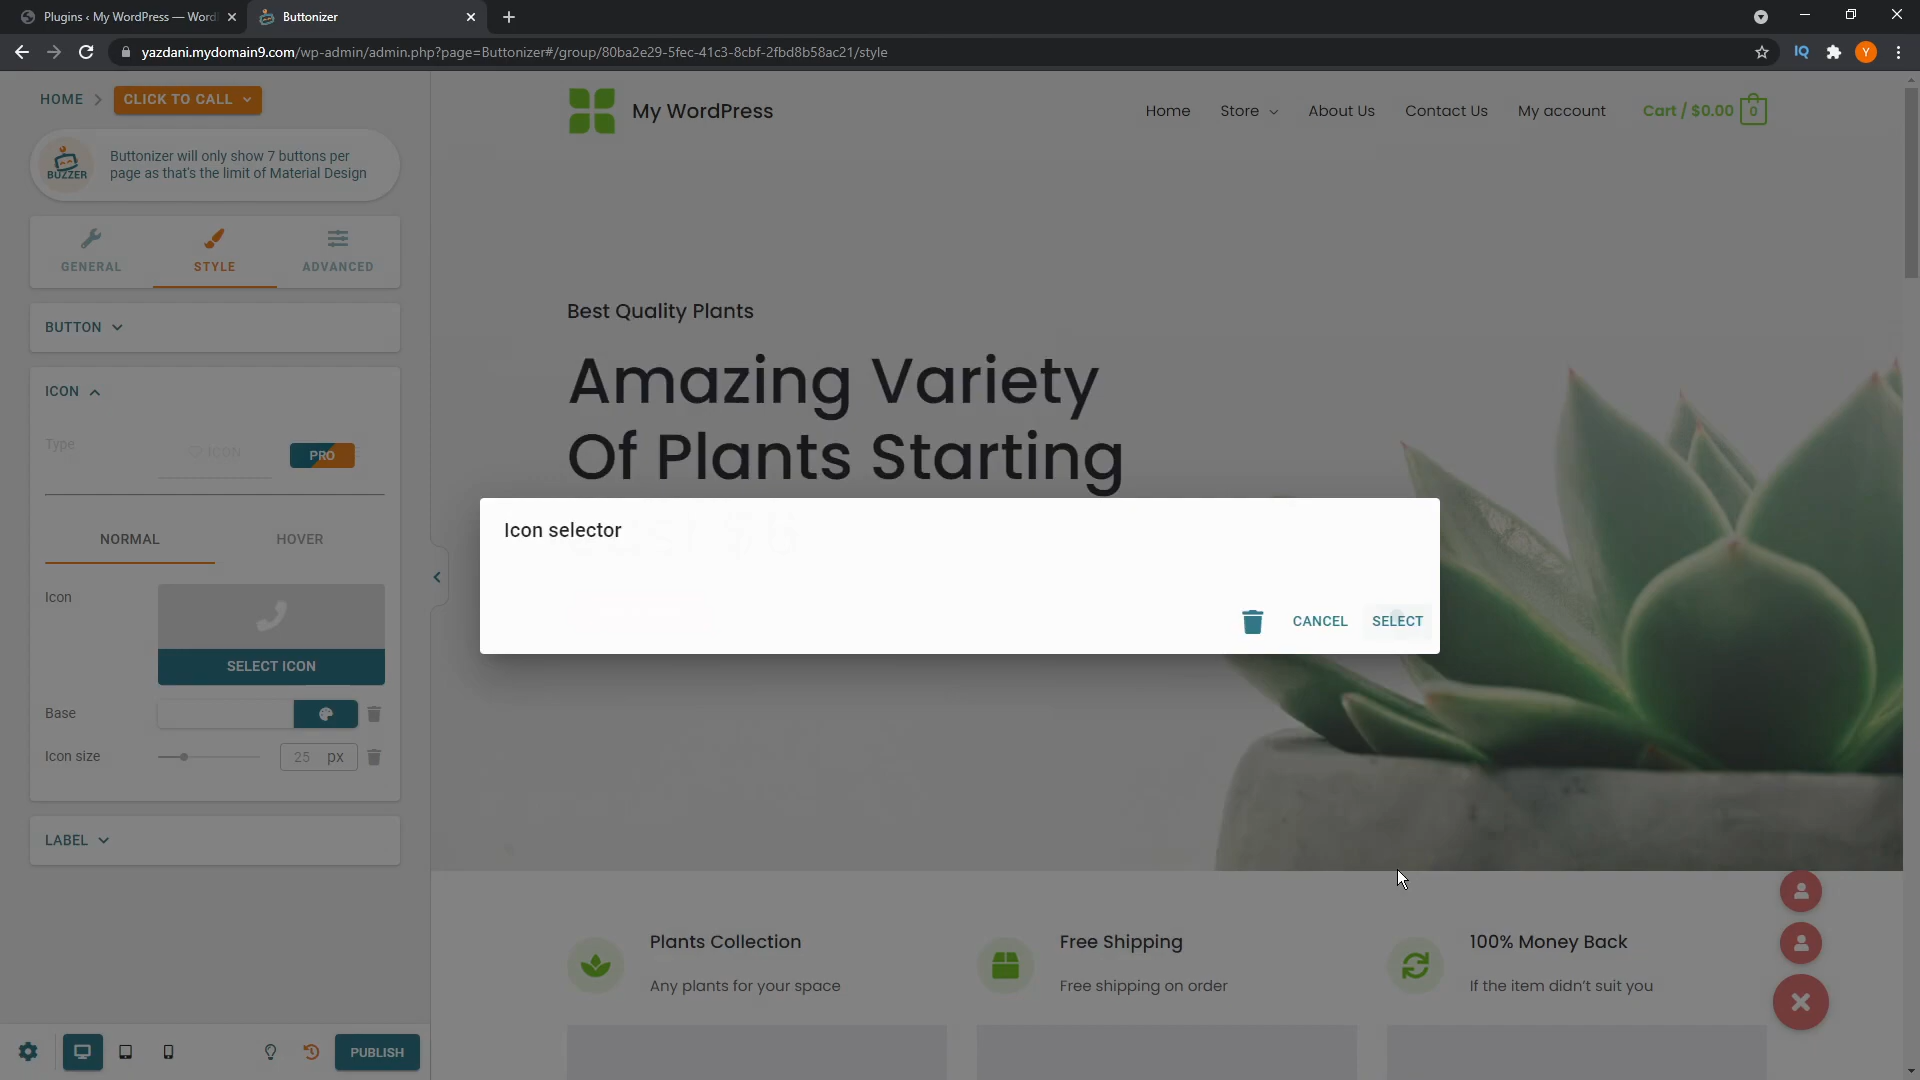 Plugins ‹ My WordPress — Word
Buttonizer
yazdani.mydomain9.com/wp-admin/admin.php?page=Buttonizer#/group/80ba2e29-5fec-41c3-8cbf-2fbd8b58ac21/style
IQ
Y
HOME
CLICK TO CALL
BUZZER
Buttonizer will only show 7 buttons per
page as that's the limit of Material Design
GENERAL
STYLE
ADVANCED
BUTTON
ICON
Type
ICON
PRO
NORMAL
HOVER
Icon
SELECT ICON
Base
Icon size
25 px
LABEL
PUBLISH
My WordPress
Home
Store
About Us
Contact Us
My account
Cart / $0.00
0
Best Quality Plants
Amazing Variety
Of Plants Starting
Icon selector
CANCEL
SELECT
Plants Collection
Any plants for your space
Free Shipping
Free shipping on order
100% Money Back
If the item didn't suit you